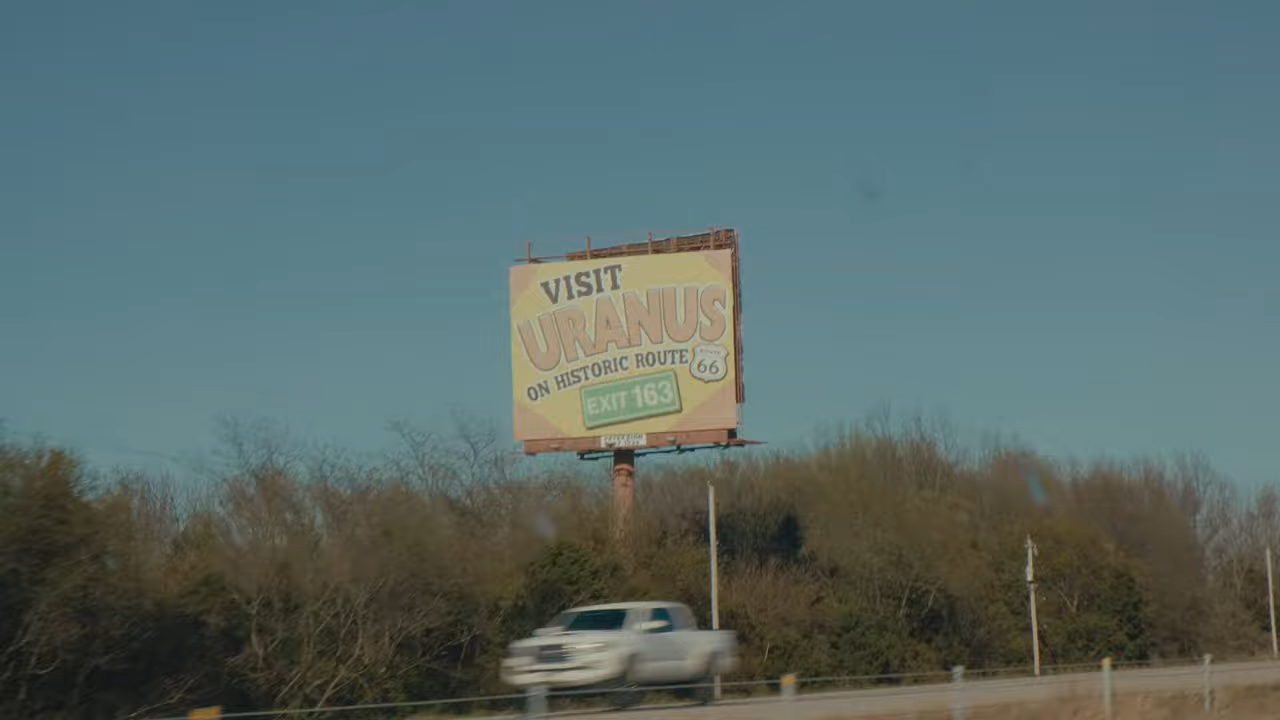 VISIT
URANUS
ON HISTORIC ROUTE
ROUTE
66
EXIT 163